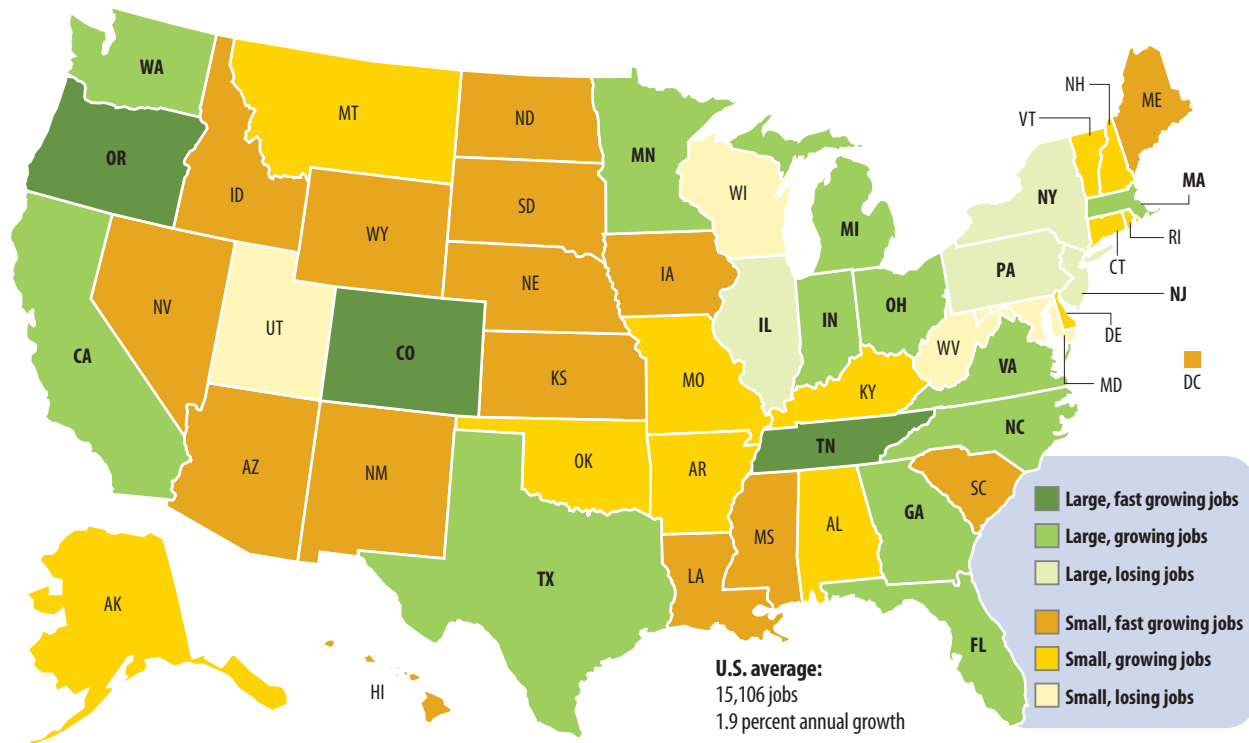 WA
MT
ND
MN
VT
NH
ME
OR
ID
WY
SD
WI
MI
NY
MA
RI
CT
NV
UT
CO
NE
IA
IL
IN
OH
PA
NJ
DE
MD
DC
CA
KS
MO
KY
WV
VA
AZ
NM
OK
AR
TN
NC
TX
LA
MS
AL
GA
SC
FL
AK
HI
Large, fast growing jobs
Large, growing jobs
Large, losing jobs
Small, fast growing jobs
Small, growing jobs
Small, losing jobs
U.S. average:
15,106 jobs
1.9 percent annual growth